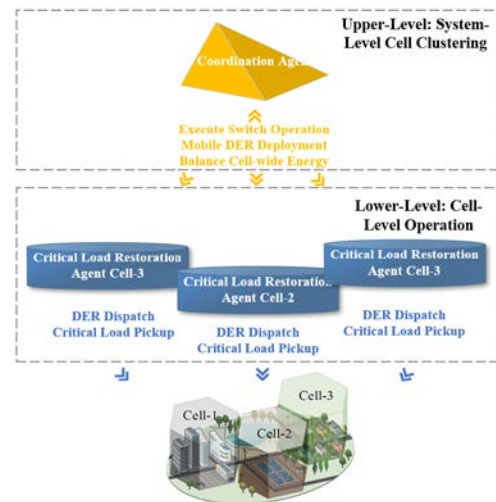 Upper-Level: System-
Level Cell Clustering
Coordination Agent
Execute Switch Operation
Mobile DER Deployment
Balance Cell-wide Energy
Lower-Level: Cell-
Level Operation
Critical Load Restoration
Agent Cell-3
Critical Load Restoration
Agent Cell-2
Critical Load Restoration
Agent Cell-3
DER Dispatch
Critical Load Pickup
DER Dispatch
Critical Load Pickup
DER Dispatch
Critical Load Pickup
Cell-1
Cell-2
Cell-3